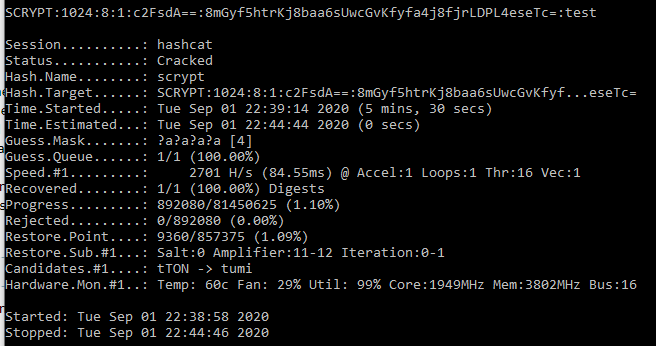 SCRYPT:1024:8:1:c2FsdA==:8mGyf5htrKj8baa6sUwcGvKfyfa4j8fjrLDPL4eseTc=:test
Session..........: hashcat
Status...........: Cracked
Hash.Name........: scrypt
Hash.Target......: SCRYPT:1024:8:1:c2FsdA==:8mGyf5htrKj8baa6sUwcGvKfyf...eseTc=
Time.Started.....: Tue Sep 01 22:39:14 2020 (5 mins, 30 secs)
Time.Estimated...: Tue Sep 01 22:44:44 2020 (0 secs)
Guess.Mask.......: ?a?a?a?a [4]
Guess.Queue......: 1/1 (100.00%)
Speed.#1.........:     2701 H/s (84.55ms) @ Accel:1 Loops:1 Thr:16 Vec:1
Recovered........: 1/1 (100.00%) Digests
Progress.........: 892080/81450625 (1.10%)
Rejected.........: 0/892080 (0.00%)
Restore.Point....: 9360/857375 (1.09%)
Restore.Sub.#1...: Salt:0 Amplifier:11-12 Iteration:0-1
Candidates.#1....: tTON -> tumi
Hardware.Mon.#1..: Temp: 60c Fan: 29% Util: 99% Core:1949MHz Mem:3802MHz Bus:16
Started: Tue Sep 01 22:38:58 2020
Stopped: Tue Sep 01 22:44:46 2020